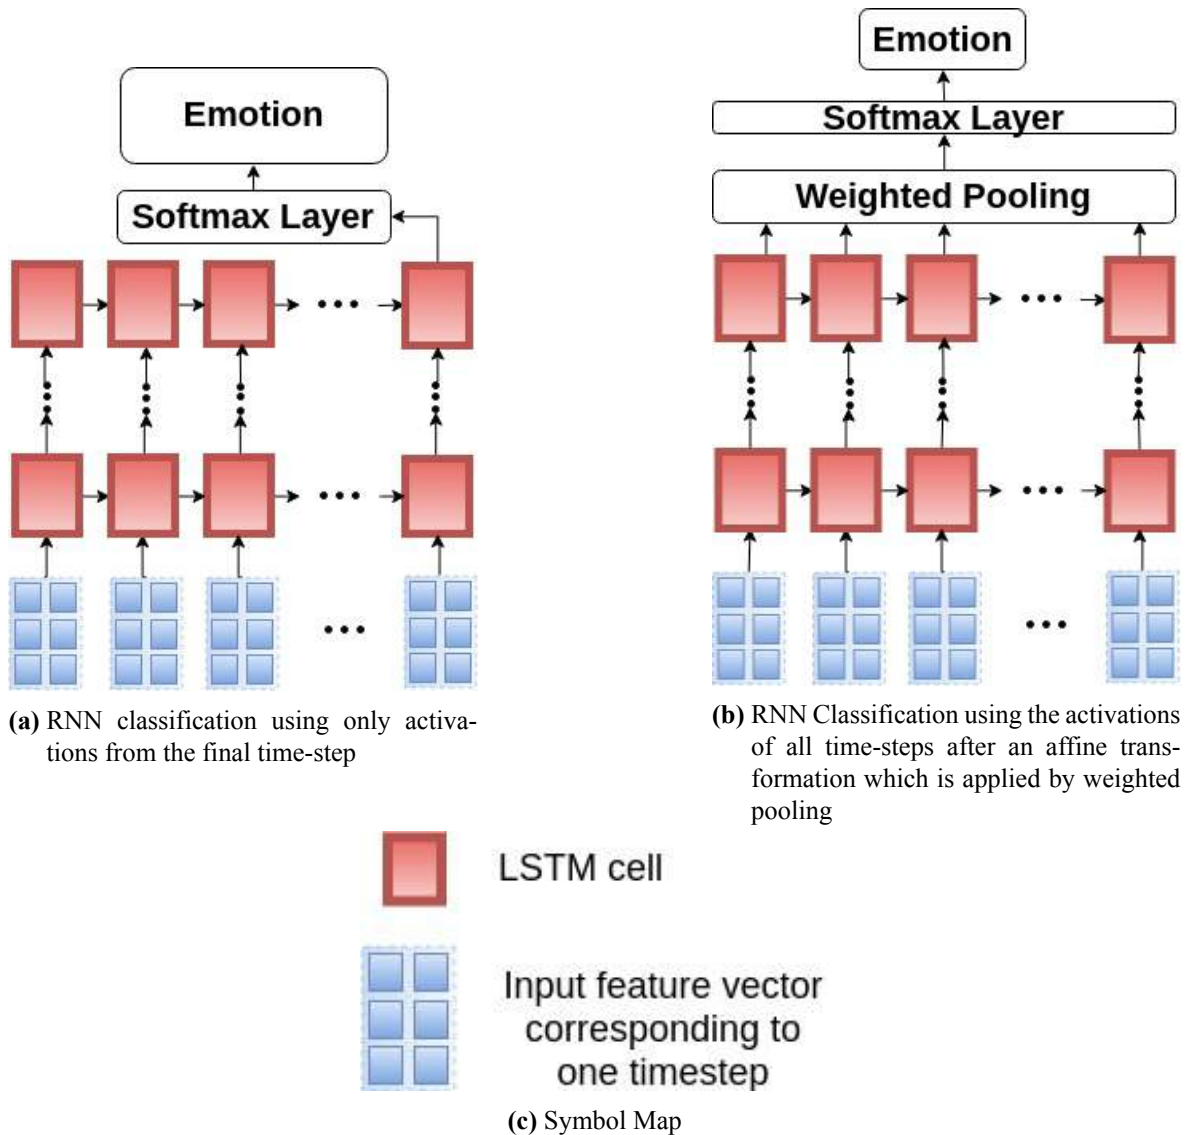 Emotion
Softmax Layer
(a) RNN classification using only activa-
tions from the final time-step
Emotion
Softmax Layer
Weighted Pooling
(b) RNN Classification using the activations
of all time-steps after an affine trans-
formation which is applied by weighted
pooling
LSTM cell
Input feature vector
corresponding to
one timestep
(c) Symbol Map